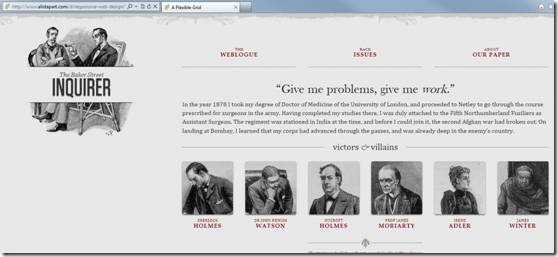 http://www.alistapart.com/d/responsive-web-design/
A Flexible Grid
The Baker Street
INQUIRER
THE
WEBLOGUE
BACK
ISSUES
ABOUT
OUR PAPER
“Give me problems, give me work.”
In the year 1878 I took my degree of Doctor of Medicine of the University of London, and proceeded to Netley to go through the course
prescribed for surgeons in the army. Having completed my studies there, I was duly attached to the Fifth Northumberland Fusiliers as
Assistant Surgeon. The regiment was stationed in India at the time, and before I could join it, the second Afghan war had broken out. On
landing at Bombay, I learned that my corps had advanced through the passes, and was already deep in the enemy’s country.
victors & villains
SHERLOCK
HOLMES
DR JOHN HAMISH
WATSON
MYCROFT
HOLMES
PROF JAMES
MORIARTY
IRENE
ADLER
JAMES
WINTER